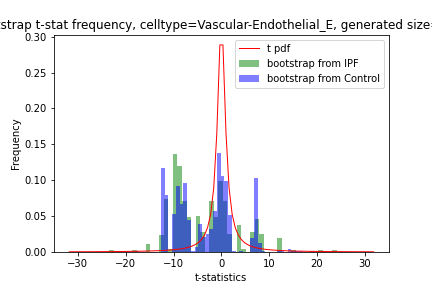 strap t-stat frequency, celltype=Vascular-Endothelial_E, generated size=
t pdf
bootstrap from IPF
bootstrap from Control
Frequency
0.30
0.25
0.20
0.15
0.10
0.05
0.00
−30 −20 −10 0 10 20 30
t-statistics